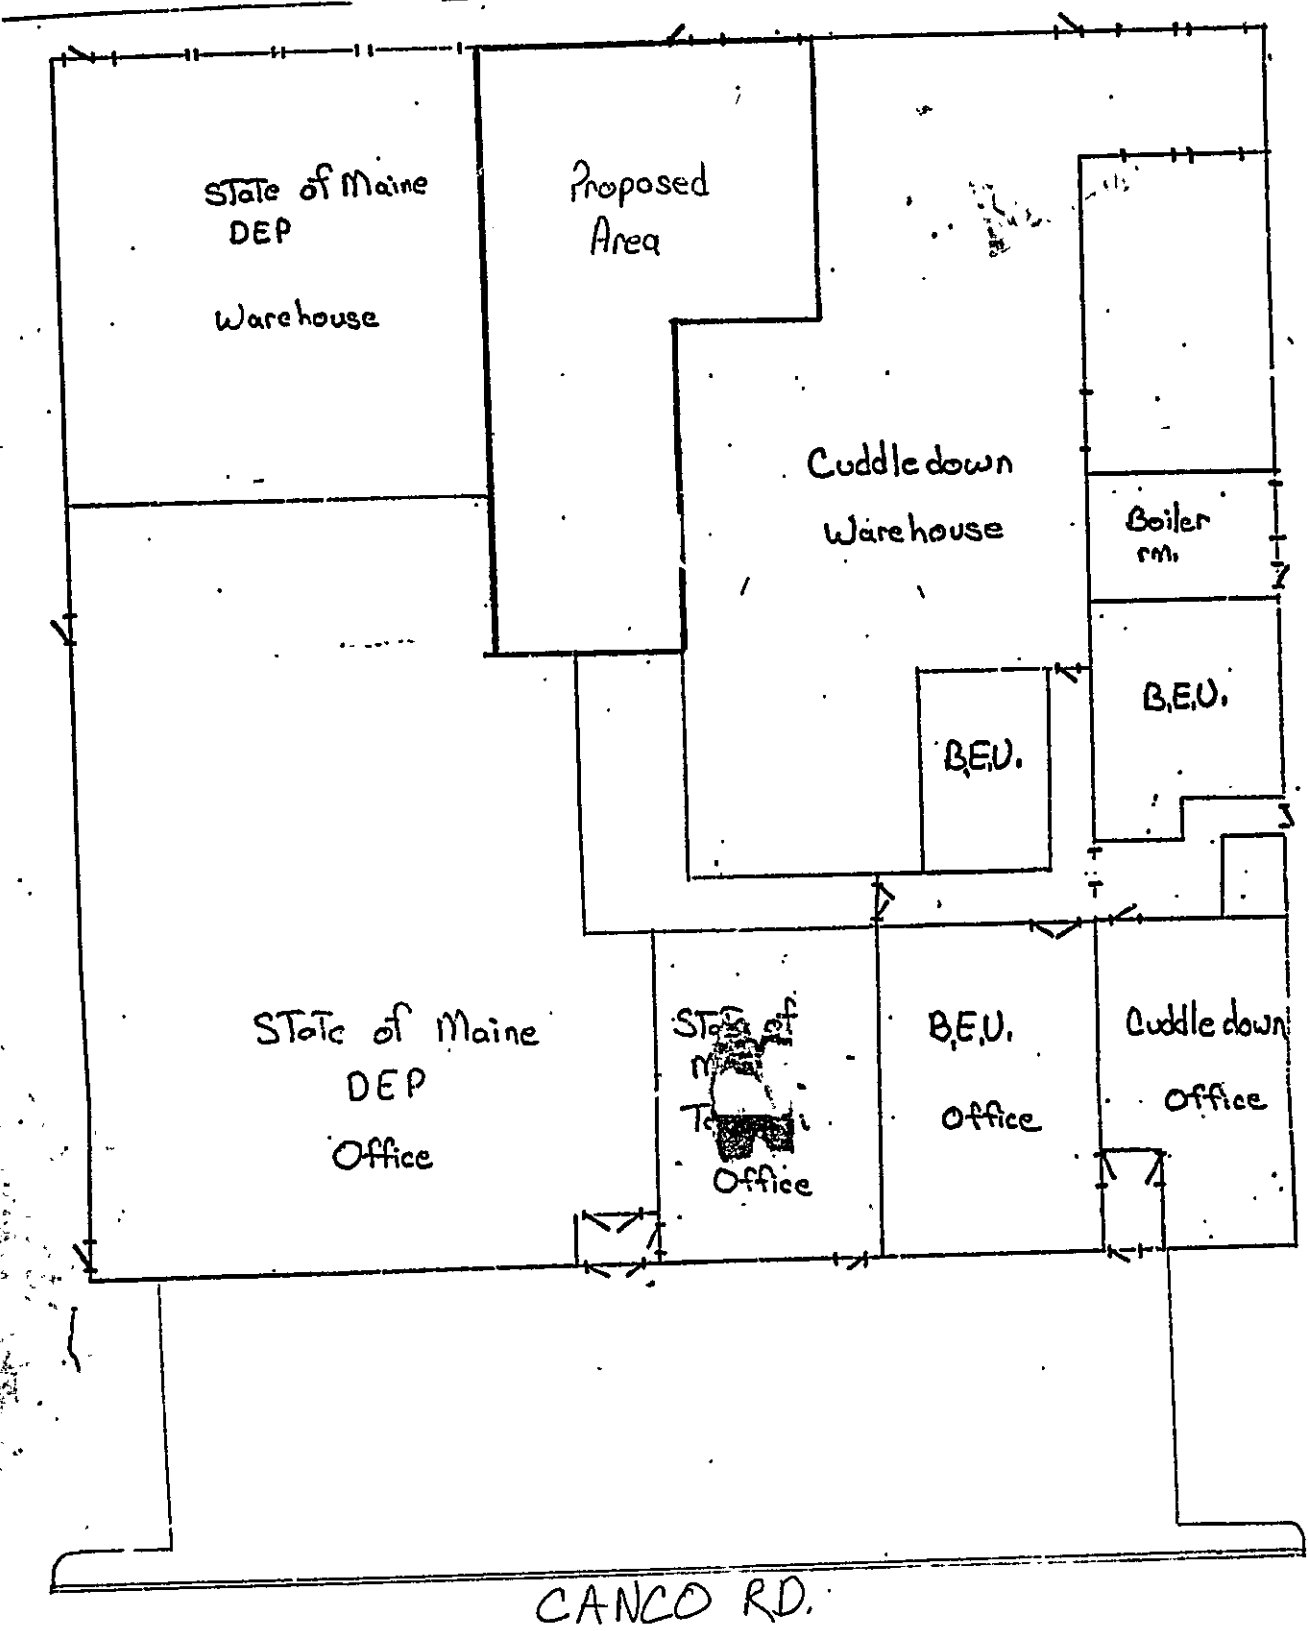 State of Maine
DEP
Warehouse
Proposed
Area
Cuddledown
Warehouse
Boiler
rm.
B.E.U.
B.E.U.
State of Maine
DEP
Office
Office
B.E.U.
Office
Cuddledown
Office
CANCO RD.